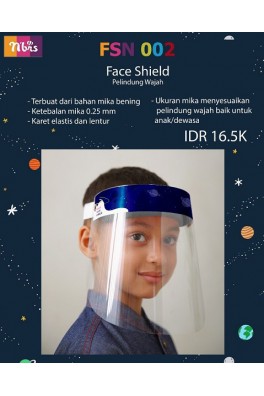 Nbrs
FSN 002
Face Shield
Pelindung Wajah
- Terbuat dari bahan mika bening
- Ketebalan mika 0.25 mm
- Karet elastis dan lentur
- Ukuran mika menyesuaikan
pelindung wajah baik untuk
anak/dewasa
IDR 16.5K